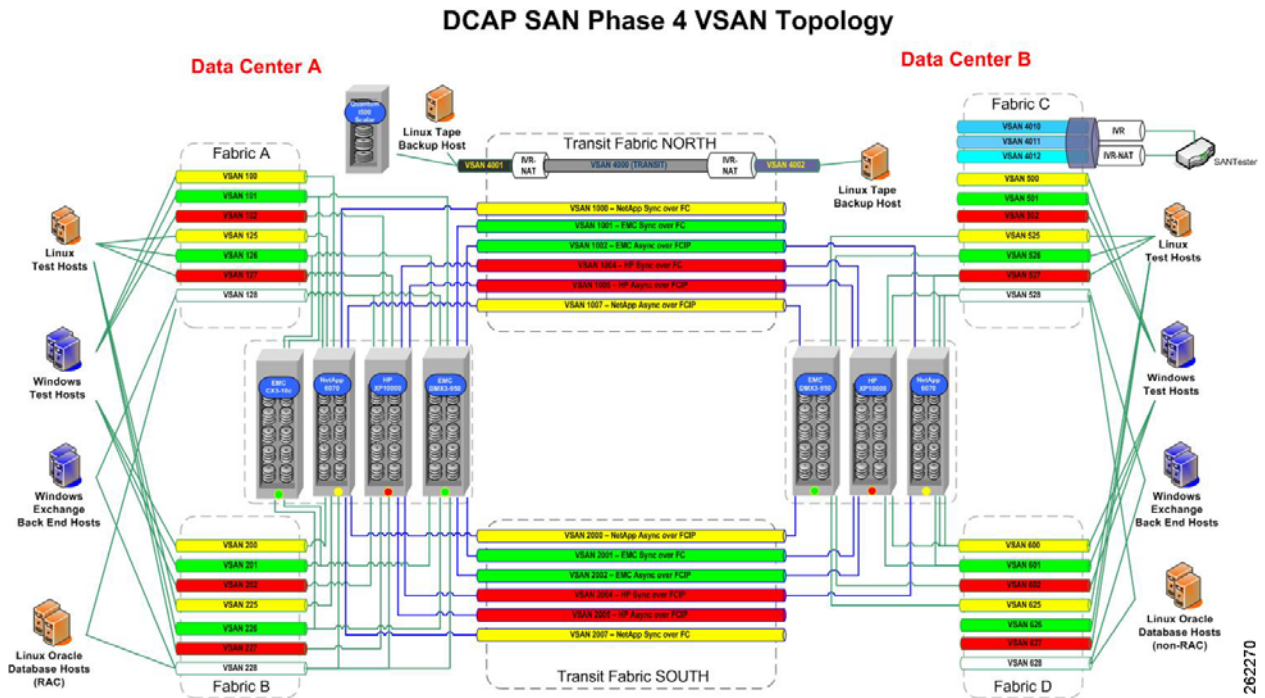 DCAP SAN Phase 4 VSAN Topology
Data Center A
Data Center B
Quantum
i500
Scalar
Linux Tape
Backup Host
Transit Fabric NORTH
VSAN 4001
IVR-
NAT
VSAN 4000 (TRANSIT)
IVR-
NAT
VSAN 4002
Linux Tape
Backup Host
Fabric A
VSAN 100
VSAN 101
VSAN 102
VSAN 125
VSAN 126
VSAN 127
VSAN 128
Fabric C
VSAN 4010
VSAN 4011
VSAN 4012
IVR
IVR-NAT
SANTester
VSAN 500
VSAN 501
VSAN 502
VSAN 525
VSAN 526
VSAN 527
VSAN 528
VSAN 1000 – NetApp Sync over FC
VSAN 1001 – EMC Sync over FC
VSAN 1002 – EMC Async over FCIP
VSAN 1004 – HP Sync over FC
HP Async over FCIP
VSAN 1007 – NetApp Async over FCIP
Linux
Test Hosts
Windows
Test Hosts
Windows
Exchange
Back End Hosts
Linux Oracle
Database Hosts
(RAC)
EMC
CX3-10c
NetApp
6070
HP
XP10000
EMC
DMX3-950
EMC
DMX3-950
HP
XP10000
NetApp
6070
Linux
Test Hosts
Windows
Test Hosts
Windows
Exchange
Back End Hosts
Linux Oracle
Database Hosts
(non-RAC)
VSAN 200
VSAN 201
VSAN 202
VSAN 225
VSAN 226
VSAN 227
VSAN 228
Fabric B
VSAN 2000 – NetApp Async over FCIP
VSAN 2001 – EMC Sync over FC
VSAN 2002 – EMC Async over FCIP
VSAN 2004 – HP Sync over FCIP
VSAN 2005 – HP Async over FCIP
VSAN 2007 – NetApp Sync over FC
Transit Fabric SOUTH
VSAN 600
VSAN 601
VSAN 602
VSAN 625
VSAN 626
VSAN 627
VSAN 628
Fabric D
262270